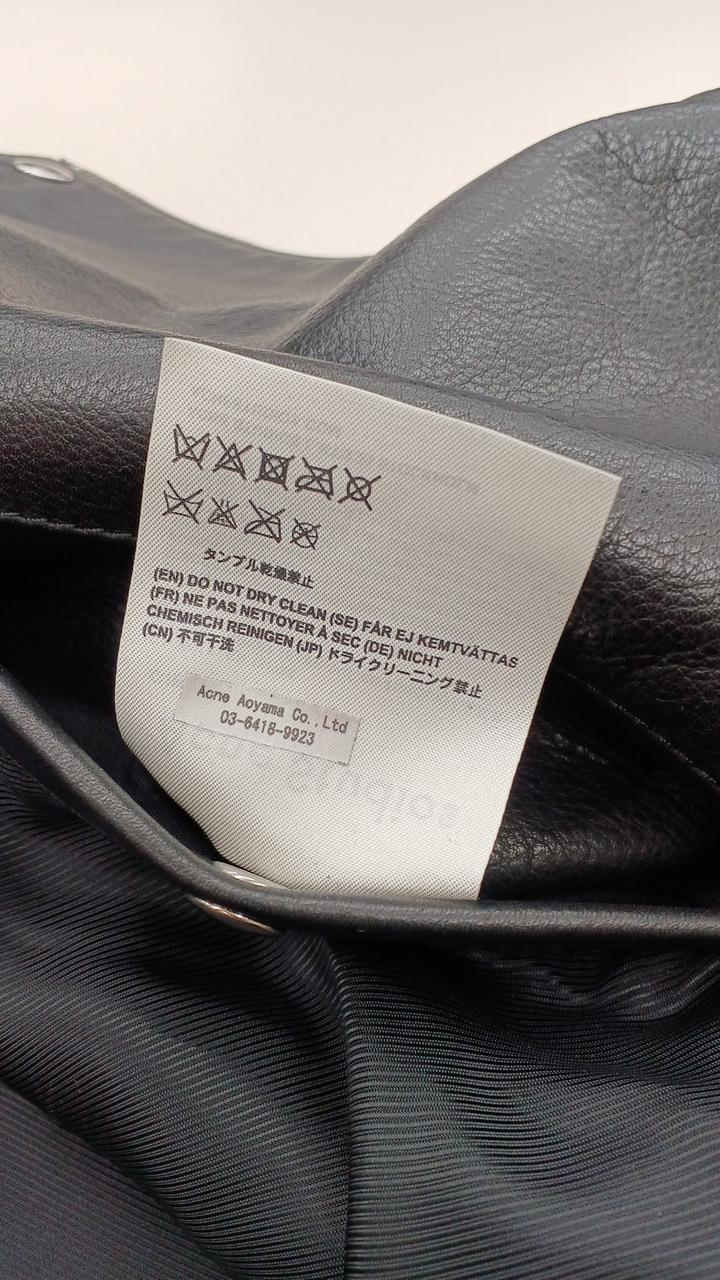 タンブル乾燥禁止
(EN) DO NOT DRY CLEAN (SE) FÅR EJ KEMTVÄTTAS
(FR) NE PAS NETTOYER À SEC (DE) NICHT
CHEMISCH REINIGEN (JP) ドライクリーニング禁止
(CN) 不可干洗
Acne Aoyama Co.,Ltd
03-6418-9923